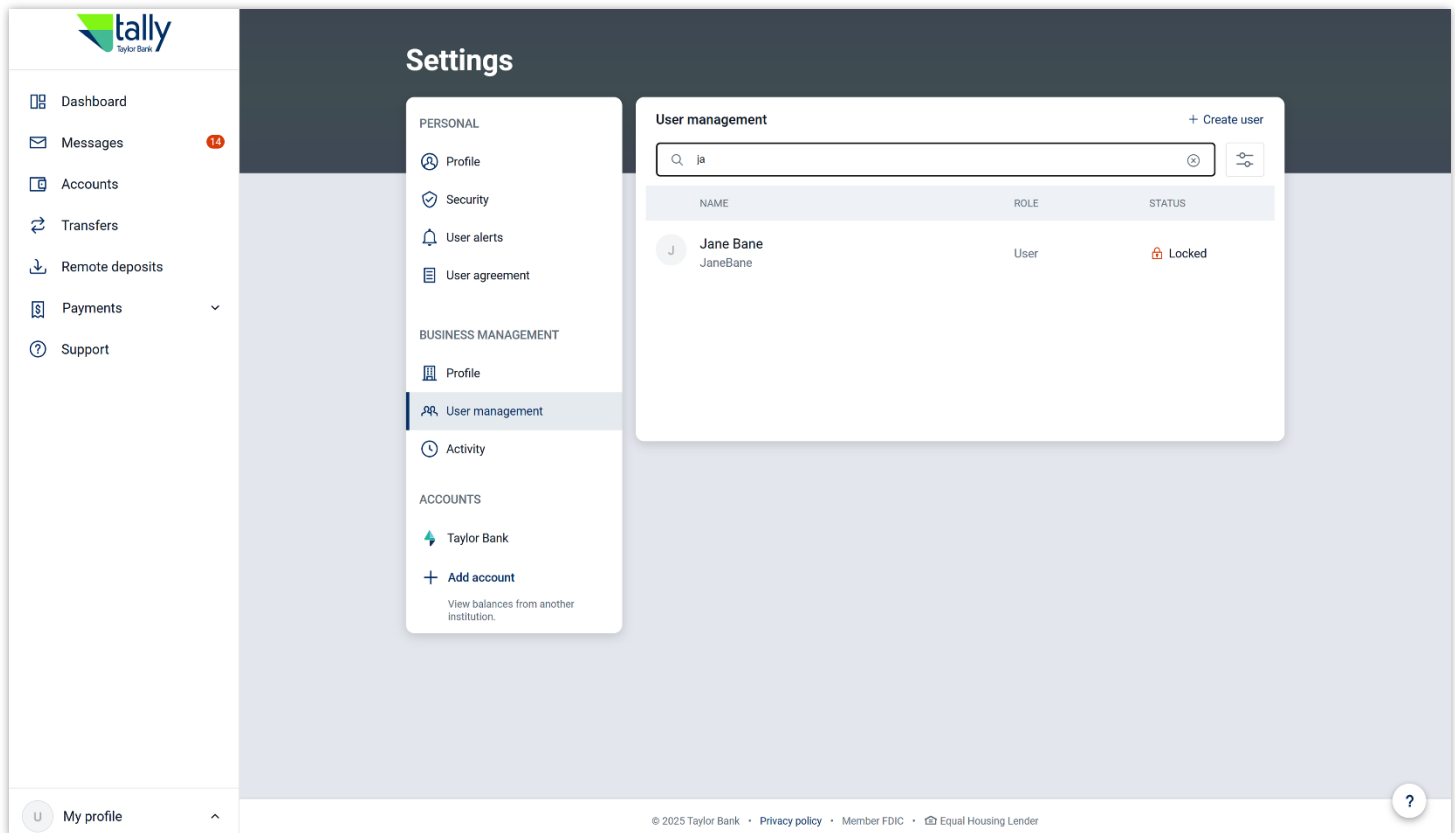 tally
Taylor Bank
Dashboard
Messages 14
Accounts
Transfers
Remote deposits
Payments
Support
U My profile
Settings
PERSONAL
Profile
Security
User alerts
User agreement
BUSINESS MANAGEMENT
Profile
User management
Activity
ACCOUNTS
Taylor Bank
Add account
View balances from another
institution.
User management + Create user
ja
NAME ROLE STATUS
J Jane Bane User Locked
JaneBane
?
© 2025 Taylor Bank • Privacy policy • Member FDIC • Equal Housing Lender